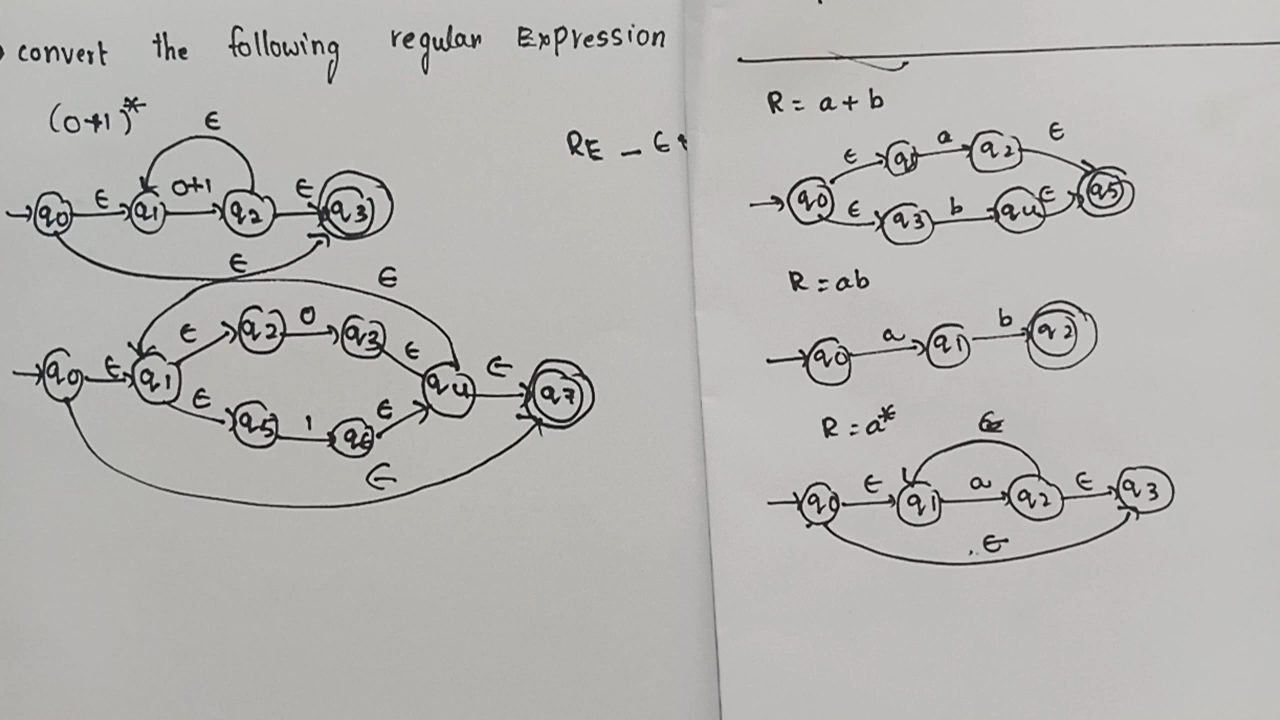 convert the following regular Expression
(0+1)*
RE - ϵ
ϵ
q0 ϵ q1 0+1 q2 ϵ q3
ϵ
ϵ
ϵ q2 0 q3 ϵ
q0 ϵ q1 q4 ϵ q7
ϵ q5 1 q6 ϵ
ϵ
R = a + b
ϵ q1 a q2 ϵ
q0 q5
ϵ q3 b q4 ϵ
R = ab
q0 a q1 b q2
R = a*
ϵ
q0 ϵ q1 a q2 ϵ q3
ϵ